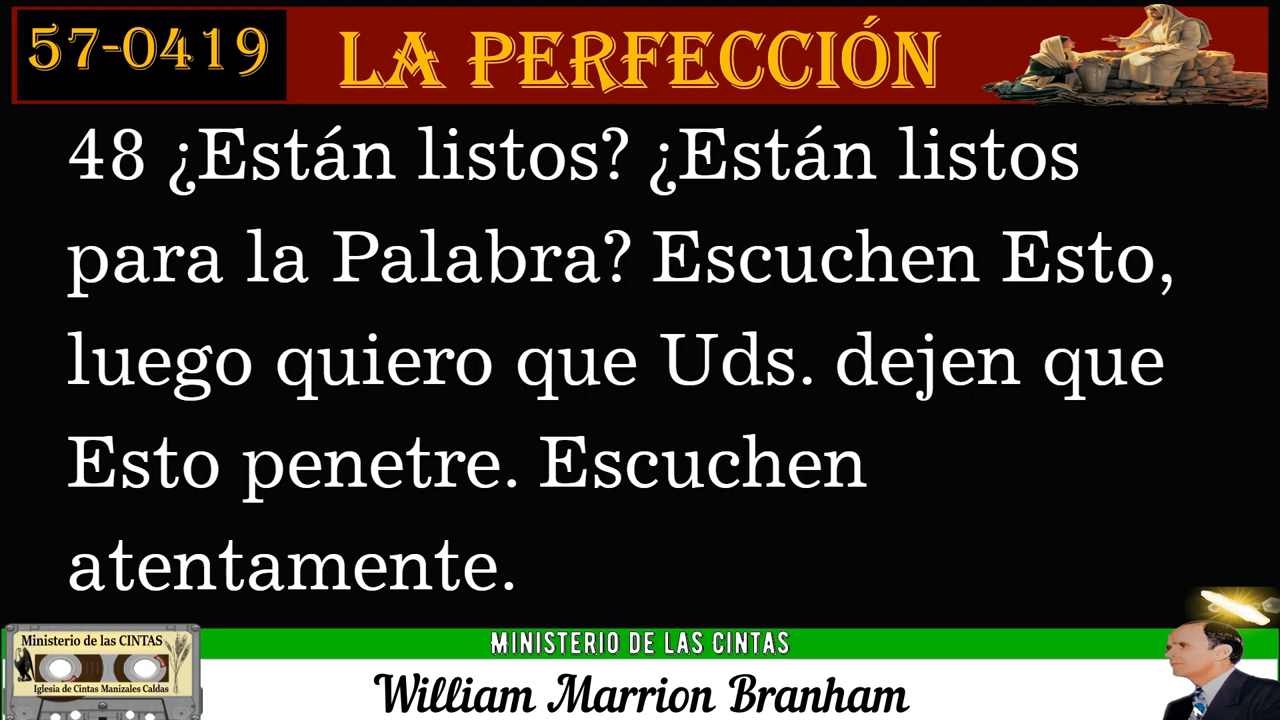 57-0419
LA PERFECCIÓN
48 ¿Están listos? ¿Están listos
para la Palabra? Escuchen Esto,
luego quiero que Uds. dejen que
Esto penetre. Escuchen
atentamente.
Ministerio de las CINTAS
Iglesia de Cintas Manizales Caldas
MINISTERIO DE LAS CINTAS
William Marrion Branham